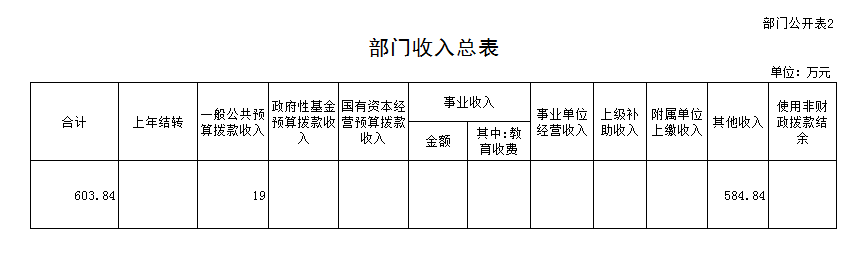 部门公开表2
部门收入总表
单位：万元
合计
上年结转
一般公共预
算拨款收入
政府性基金
预算拨款收
入
国有资本经
营预算拨款
收入
事业收入
金额
其中:教
育收费
事业单位
经营收入
上级补
助收入
附属单位
上缴收入
其他收入
使用非财
政拨款结
余
603.84
19
584.84